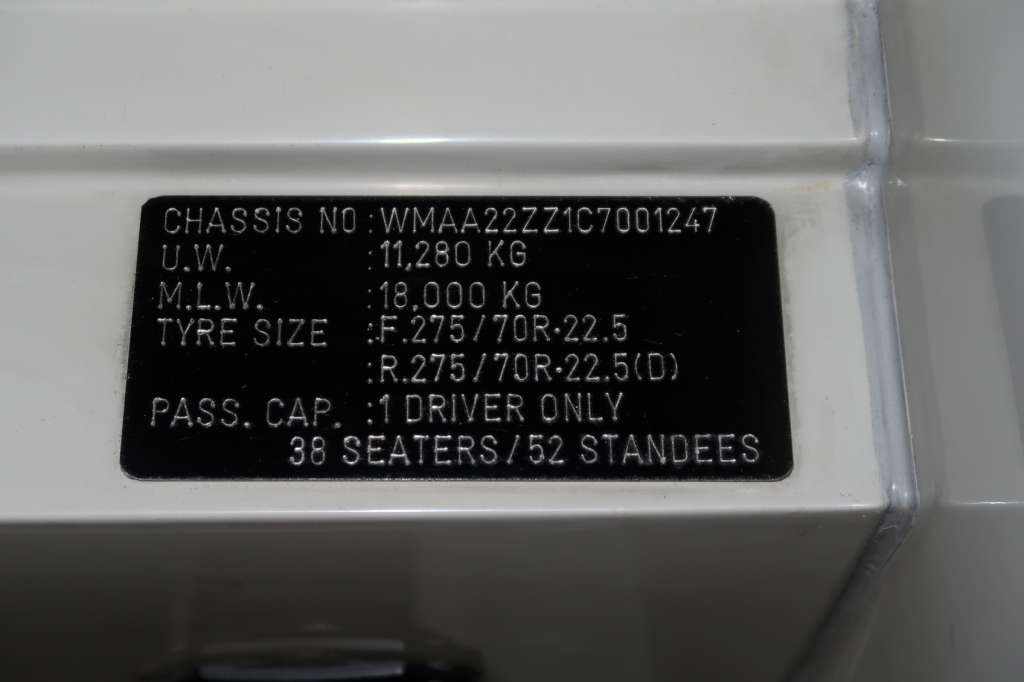 CHASSIS NO :WMAA22ZZ1C7001247
U.W. :11,280 KG
M.L.W. :18,000 KG
TYRE SIZE :F.275/70R·22.5
:R.275/70R·22.5(D)
PASS. CAP. :1 DRIVER ONLY
38 SEATERS/52 STANDEES